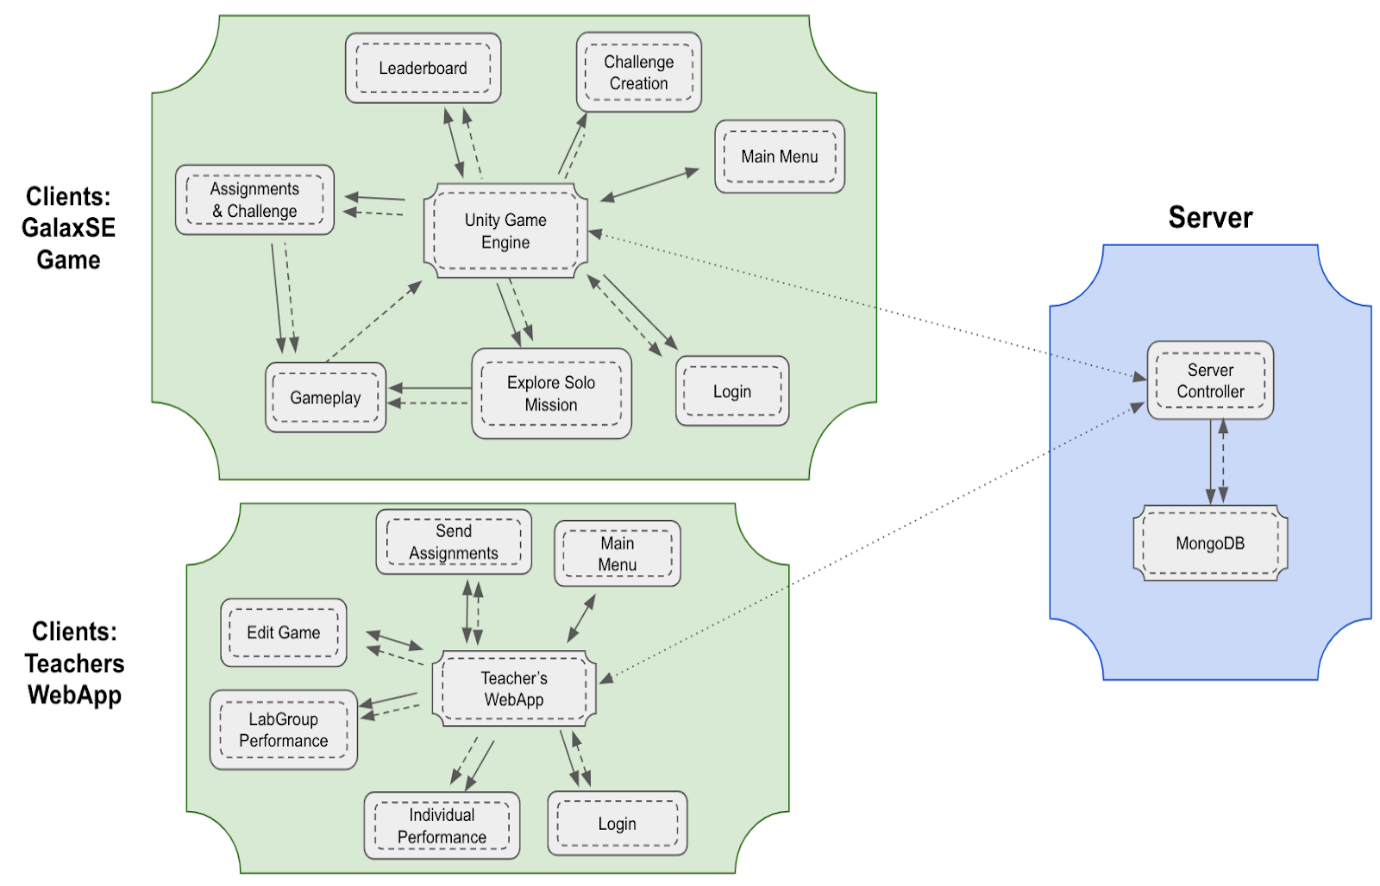 Clients:
GalaxSE
Game
Leaderboard
Challenge
Creation
Main Menu
Assignments
& Challenge
Unity Game
Engine
Gameplay
Explore Solo
Mission
Login
Server
Server
Controller
MongoDB
Clients:
Teachers
WebApp
Send
Assignments
Main
Menu
Edit Game
Teacher's
WebApp
LabGroup
Performance
Individual
Performance
Login